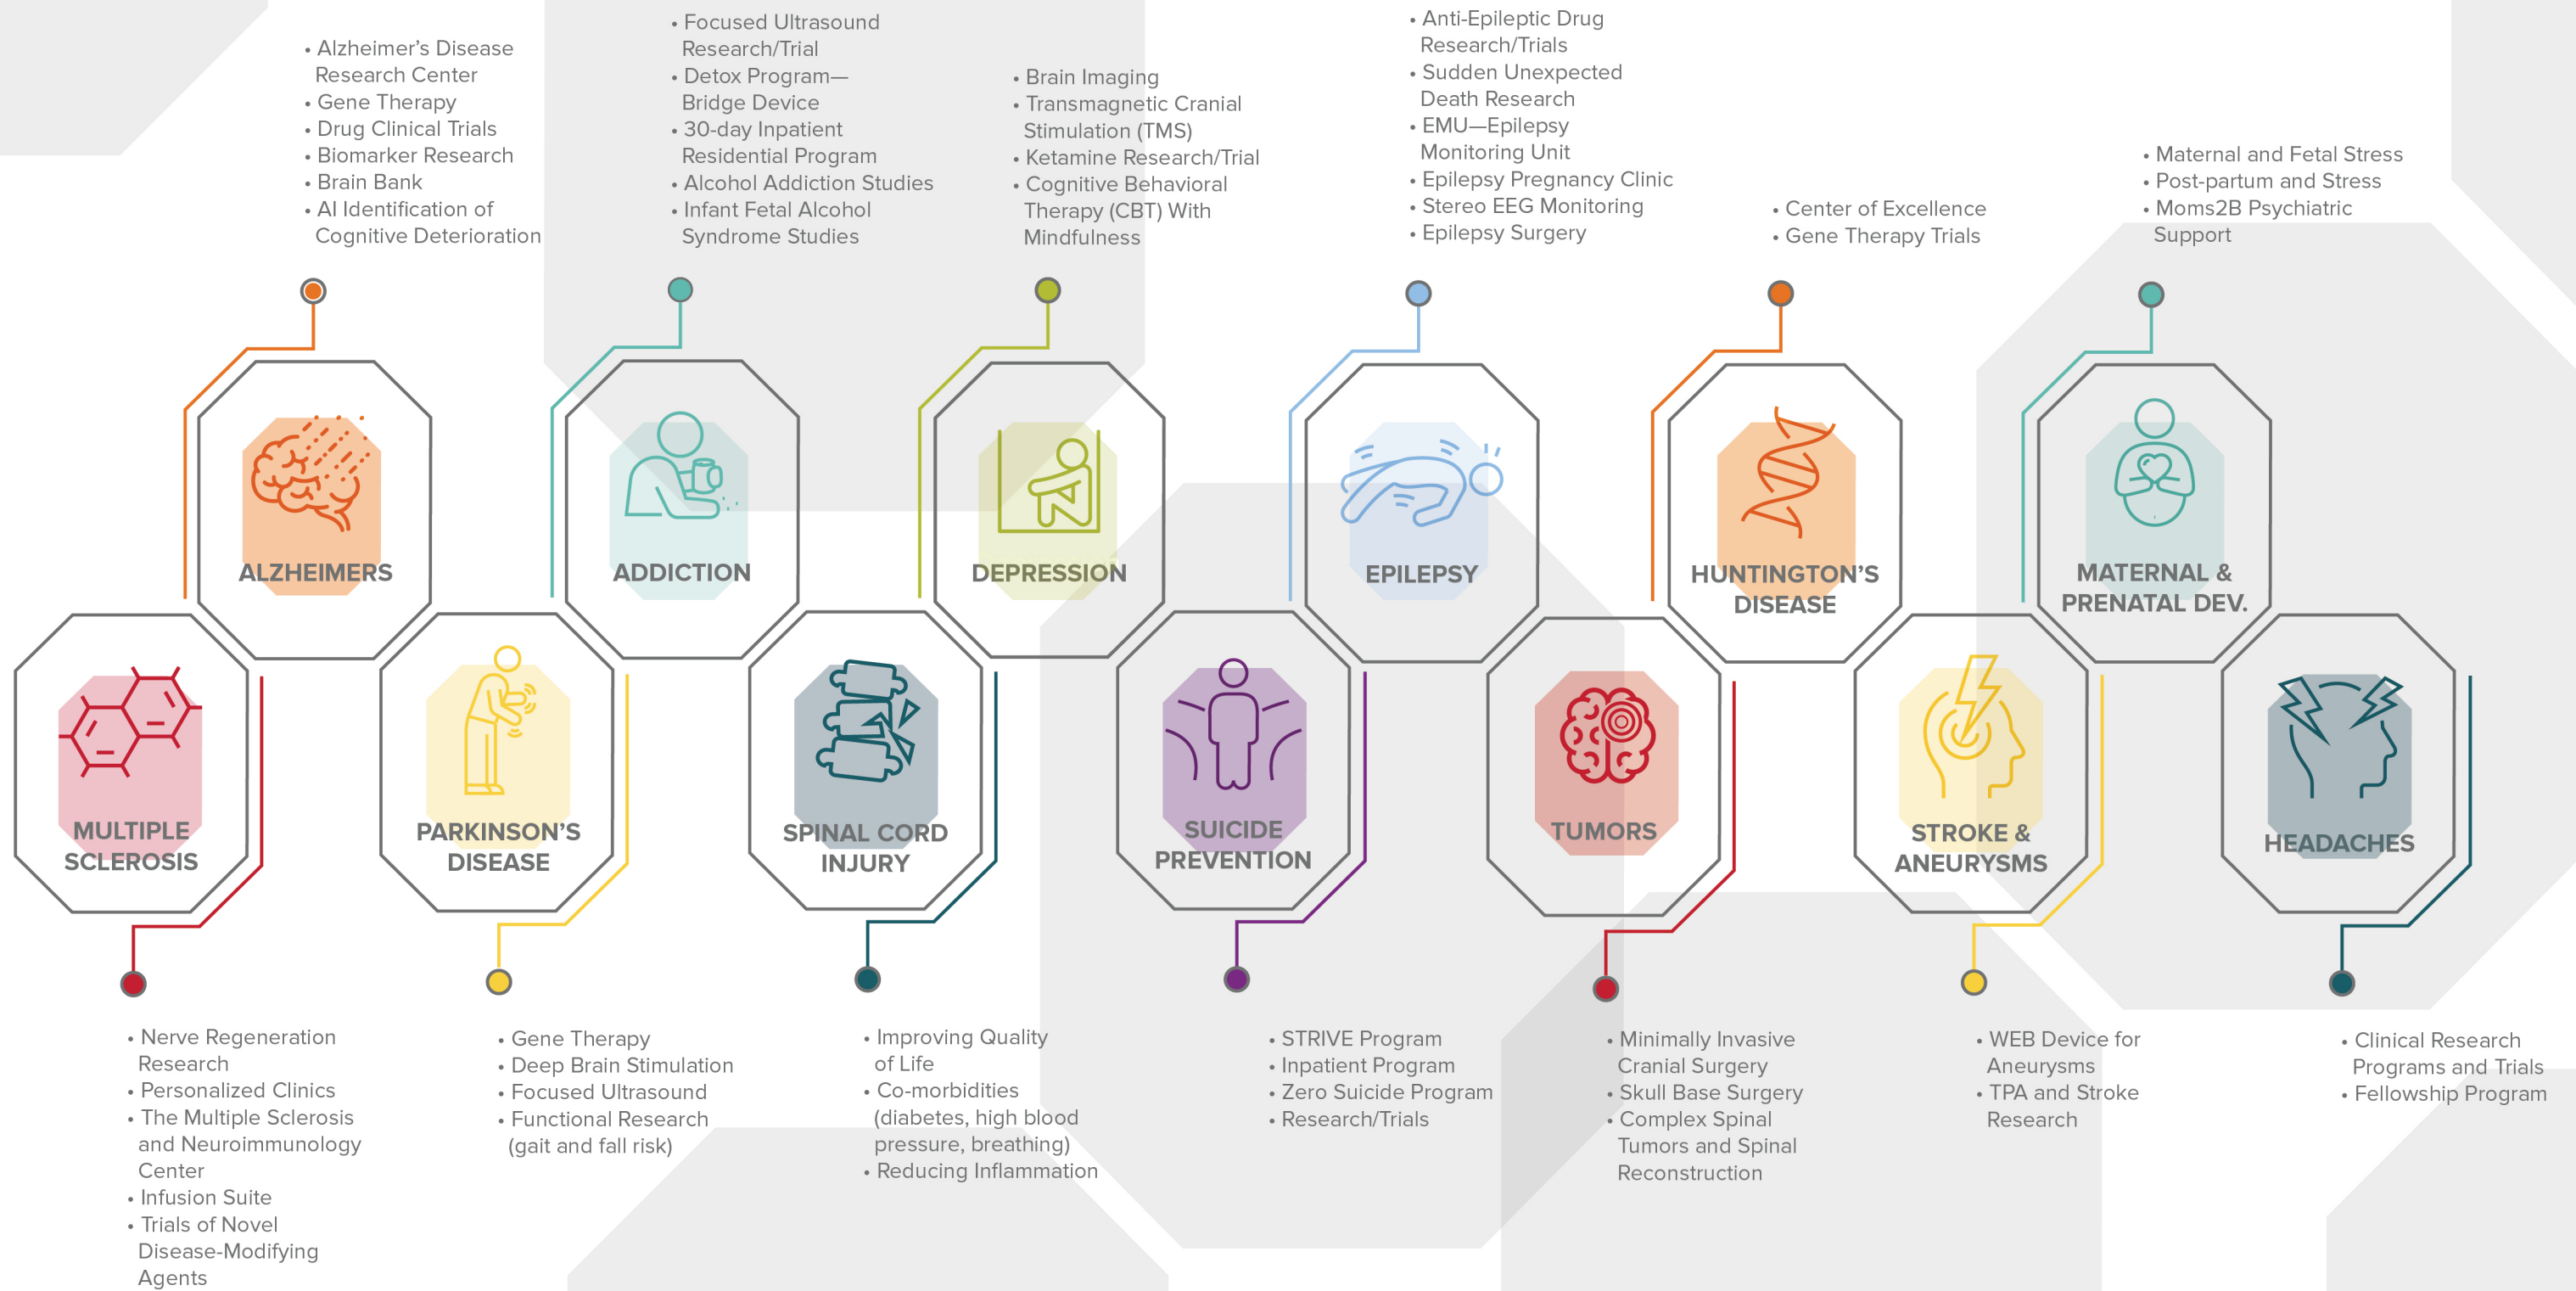 • Alzheimer’s Disease
Research Center
• Gene Therapy
• Drug Clinical Trials
• Biomarker Research
• Brain Bank
• AI Identification of
Cognitive Deterioration
• Focused Ultrasound
Research/Trial
• Detox Program—
Bridge Device
• 30-day Inpatient
Residential Program
• Alcohol Addiction Studies
• Infant Fetal Alcohol
Syndrome Studies
• Brain Imaging
• Transmagnetic Cranial
Stimulation (TMS)
• Ketamine Research/Trial
• Cognitive Behavioral
Therapy (CBT) With
Mindfulness
• Anti-Epileptic Drug
Research/Trials
• Sudden Unexpected
Death Research
• EMU—Epilepsy
Monitoring Unit
• Epilepsy Pregnancy Clinic
• Stereo EEG Monitoring
• Epilepsy Surgery
• Center of Excellence
• Gene Therapy Trials
• Maternal and Fetal Stress
• Post-partum and Stress
• Moms2B Psychiatric
Support
ALZHEIMERS
ADDICTION
DEPRESSION
EPILEPSY
HUNTINGTON’S
DISEASE
MATERNAL &
PRENATAL DEV.
MULTIPLE
SCLEROSIS
PARKINSON’S
DISEASE
SPINAL CORD
INJURY
SUICIDE
PREVENTION
TUMORS
STROKE &
ANEURYSMS
HEADACHES
• Nerve Regeneration
Research
• Personalized Clinics
• The Multiple Sclerosis
and Neuroimmunology
Center
• Infusion Suite
• Trials of Novel
Disease-Modifying
Agents
• Gene Therapy
• Deep Brain Stimulation
• Focused Ultrasound
• Functional Research
(gait and fall risk)
• Improving Quality
of Life
• Co-morbidities
(diabetes, high blood
pressure, breathing)
• Reducing Inflammation
• STRIVE Program
• Inpatient Program
• Zero Suicide Program
• Research/Trials
• Minimally Invasive
Cranial Surgery
• Skull Base Surgery
• Complex Spinal
Tumors and Spinal
Reconstruction
• WEB Device for
Aneurysms
• TPA and Stroke
Research
• Clinical Research
Programs and Trials
• Fellowship Program